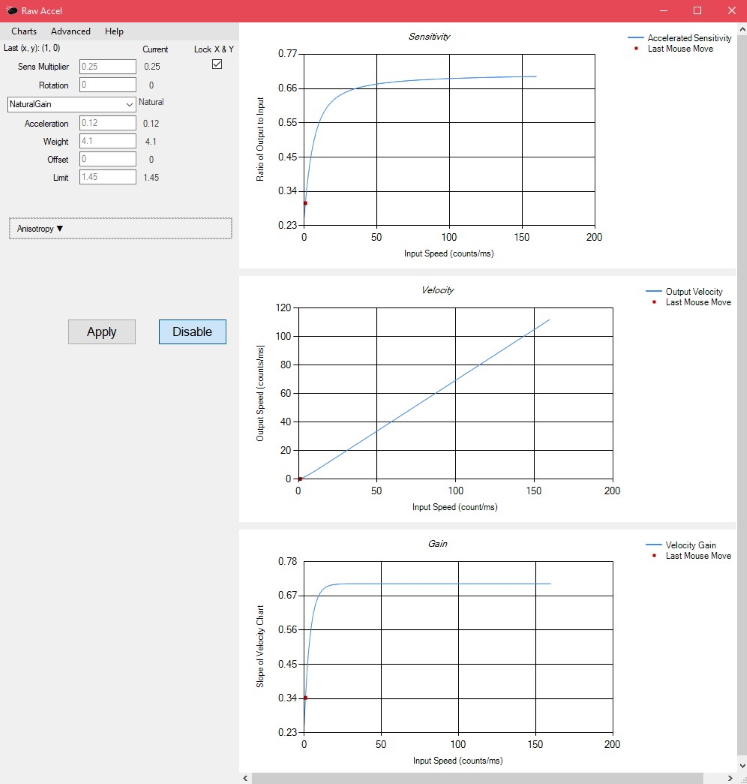 Raw Accel
Charts Advanced Help
Last (x, y): (1, 0)
Current Lock X & Y
Sens Multiplier 0.25 0.25
Rotation 0 0
NaturalGain Natural
Acceleration 0.12 0.12
Weight 4.1 4.1
Offset 0 0
Limit 1.45 1.45
Anisotropy ▼
Apply Disable
Sensitivity
Accelerated Sensitivity
Last Mouse Move
Ratio of Output to Input
0.77
0.66
0.55
0.45
0.34
0.23
0 50 100 150 200
Input Speed (counts/ms)
Velocity
Output Velocity
Last Mouse Move
Output Speed (counts/ms)
120
100
80
60
40
20
0
0 50 100 150 200
Input Speed (count/ms)
Gain
Velocity Gain
Last Mouse Move
Slope of Velocity Chart
0.78
0.67
0.56
0.45
0.34
0.23
0 50 100 150 200
Input Speed (counts/ms)